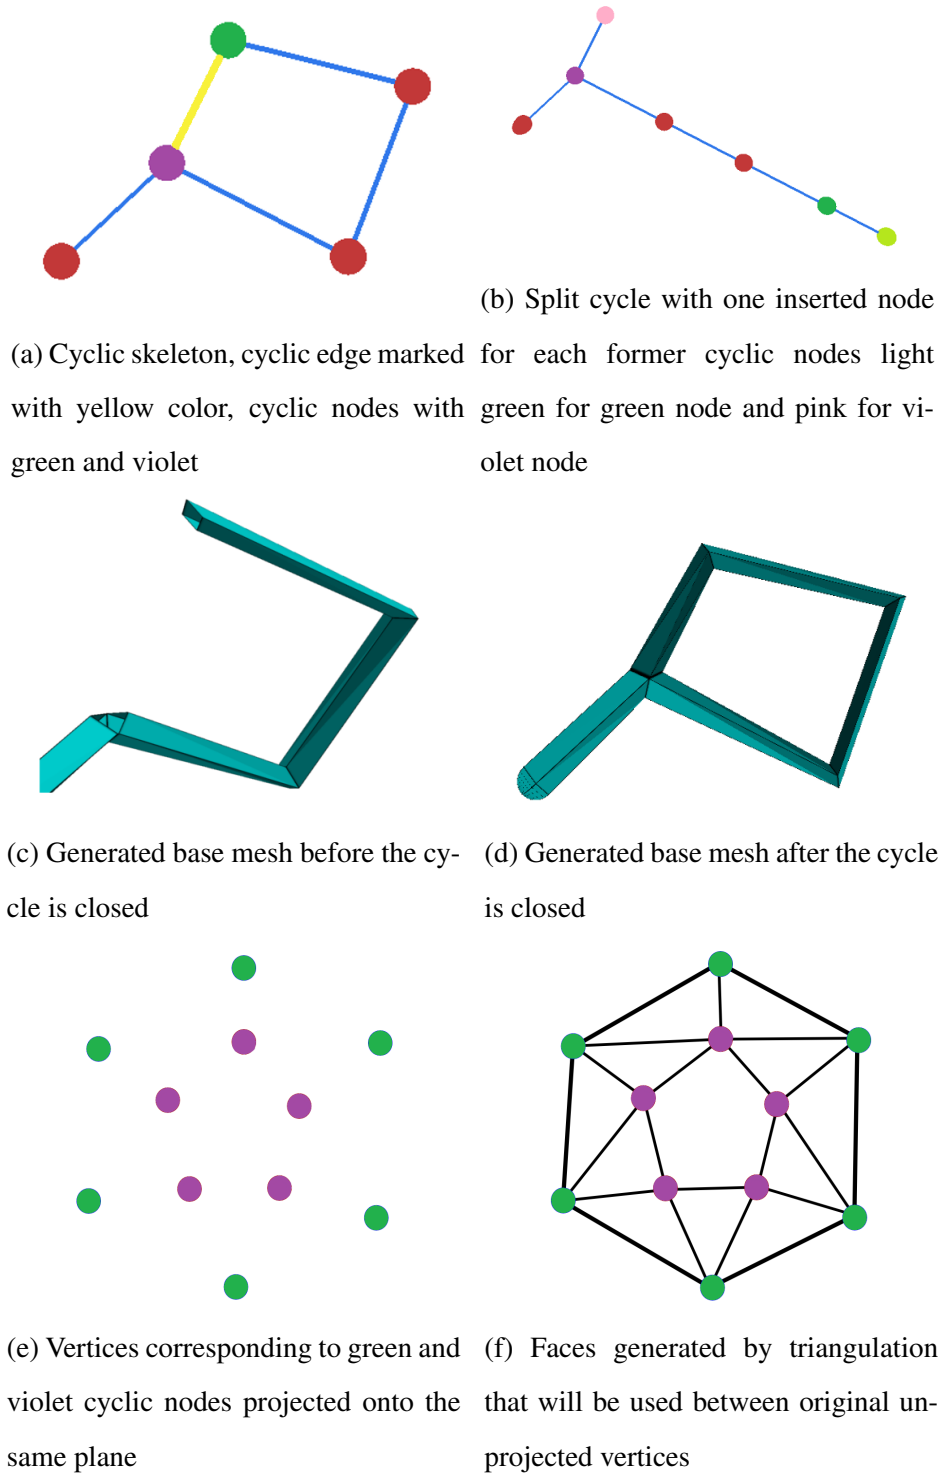 (a) Cyclic skeleton, cyclic edge marked
with yellow color, cyclic nodes with
green and violet
(b) Split cycle with one inserted node
for each former cyclic nodes light
green for green node and pink for vi-
olet node
(c) Generated base mesh before the cy-
cle is closed
(d) Generated base mesh after the cycle
is closed
(e) Vertices corresponding to green and
violet cyclic nodes projected onto the
same plane
(f) Faces generated by triangulation
that will be used between original un-
projected vertices